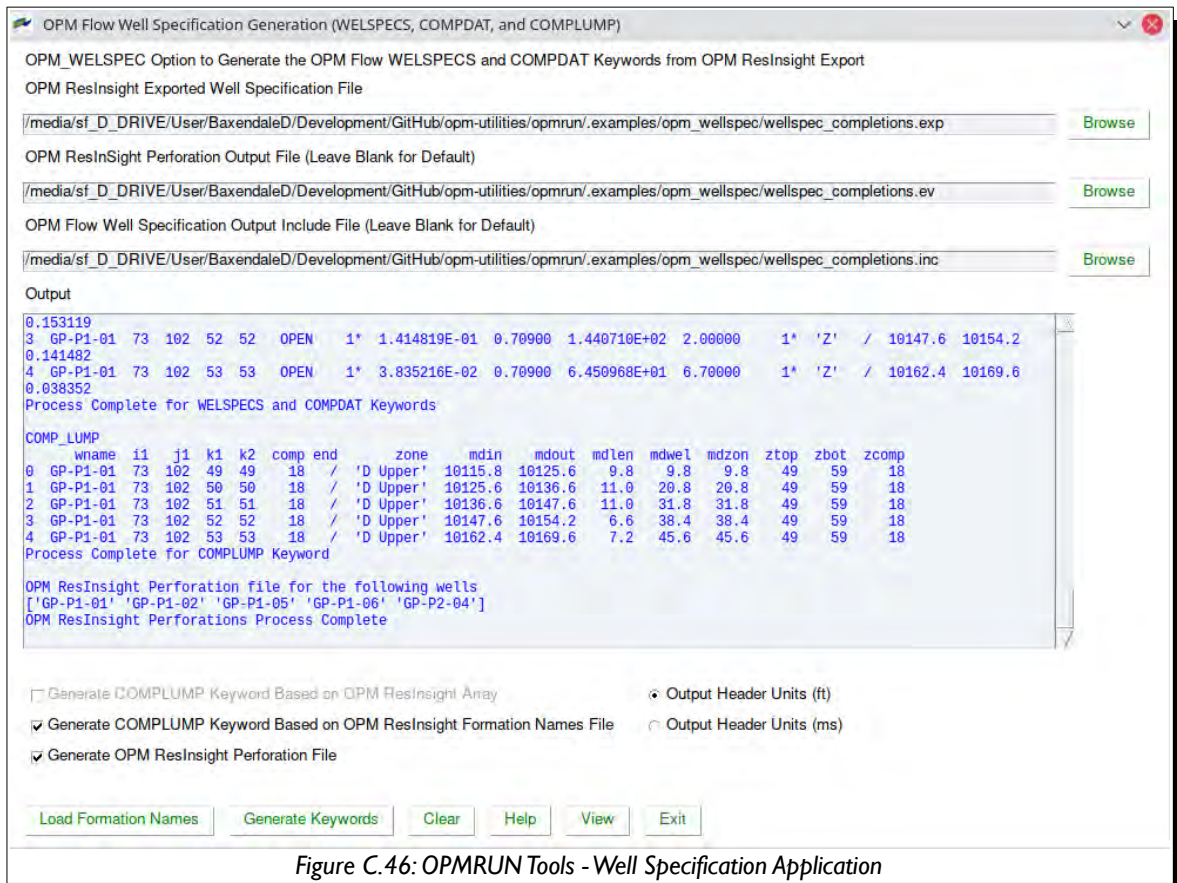 OPM Flow Well Specification Generation (WELSPECS, COMPDAT, and COMPLUMP)
OPM_WELSPEC Option to Generate the OPM Flow WELSPECS and COMPDAT Keywords from OPM ResInsight Export
OPM ResInsight Exported Well Specification File
/media/sf_D_DRIVE/User/BaxendaleD/Development/GitHub/opm-utilities/opmrun/.examples/opm_wellspec/wellspec_completions.exp Browse
OPM ResInSight Perforation Output File (Leave Blank for Default)
/media/sf_D_DRIVE/User/BaxendaleD/Development/GitHub/opm-utilities/opmrun/.examples/opm_wellspec/wellspec_completions.ev Browse
OPM Flow Well Specification Output Include File (Leave Blank for Default)
/media/sf_D_DRIVE/User/BaxendaleD/Development/GitHub/opm-utilities/opmrun/.examples/opm_wellspec/wellspec_completions.inc Browse
Output
0.153119
3 GP-P1-01 73 102 52 52 OPEN 1* 1.414819E-01 0.70900 1.440710E+02 2.00000 1* 'Z' / 10147.6 10154.2
0.141482
4 GP-P1-01 73 102 53 53 OPEN 1* 3.835216E-02 0.70900 6.450968E+01 6.70000 1* 'Z' / 10162.4 10169.6
0.038352
Process Complete for WELSPECS and COMPDAT Keywords
COMP_LUMP
wname i1 j1 k1 k2 comp end zone mdin mdout mdlen mdwel mdzon ztop zbot zcomp
0 GP-P1-01 73 102 49 49 18 / 'D Upper' 10115.8 10125.6 9.8 9.8 9.8 49 59 18
1 GP-P1-01 73 102 50 50 18 / 'D Upper' 10125.6 10136.6 11.0 20.8 20.8 49 59 18
2 GP-P1-01 73 102 51 51 18 / 'D Upper' 10136.6 10147.6 11.0 31.8 31.8 49 59 18
3 GP-P1-01 73 102 52 52 18 / 'D Upper' 10147.6 10154.2 6.6 38.4 38.4 49 59 18
4 GP-P1-01 73 102 53 53 18 / 'D Upper' 10162.4 10169.6 7.2 45.6 45.6 49 59 18
Process Complete for COMPLUMP Keyword
OPM ResInsight Perforation file for the following wells
['GP-P1-01' 'GP-P1-02' 'GP-P1-05' 'GP-P1-06' 'GP-P2-04']
OPM ResInsight Perforations Process Complete
Generate COMPLUMP Keyword Based on OPM ResInsight Array Output Header Units (ft)
Generate COMPLUMP Keyword Based on OPM ResInsight Formation Names File Output Header Units (ms)
Generate OPM ResInsight Perforation File
Load Formation Names Generate Keywords Clear Help View Exit
Figure C.46: OPMRUN Tools - Well Specification Application